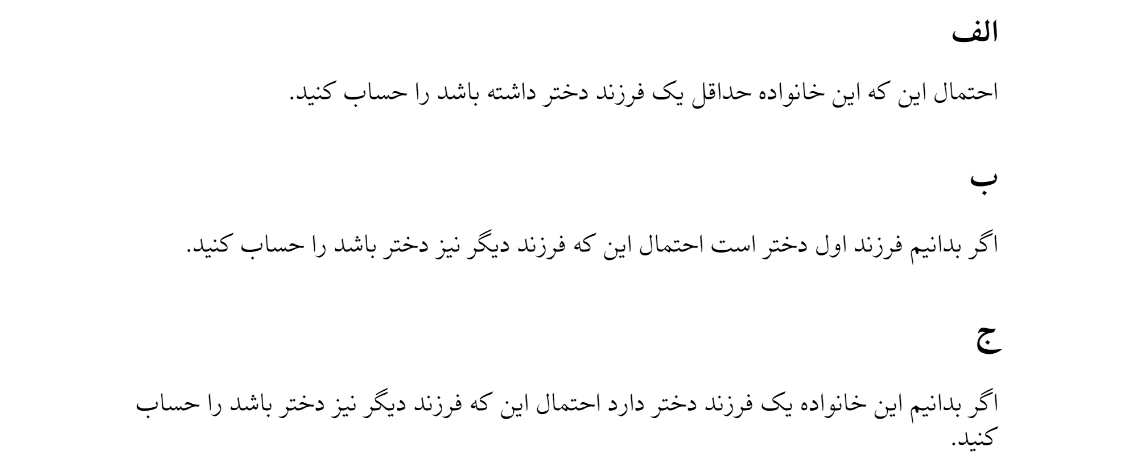 الف
احتمال این که این خانواده حداقل یک فرزند دختر داشته باشد را حساب کنید.
ب
اگر بدانیم فرزند اول دختر است احتمال این که فرزند دیگر نیز دختر باشد را حساب کنید.
ج
اگر بدانیم این خانواده یک فرزند دختر دارد احتمال این که فرزند دیگر نیز دختر باشد را حساب
کنید.